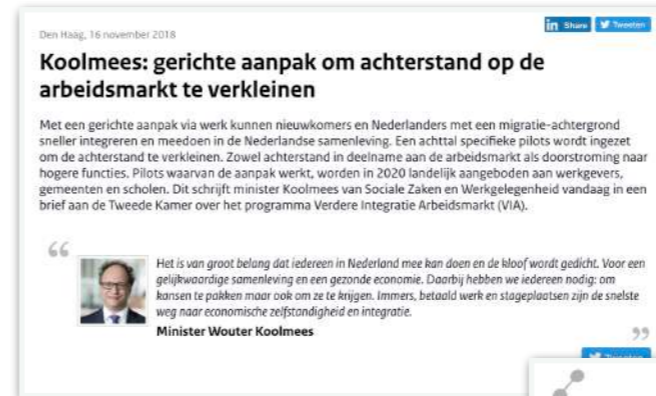 in Share Tweeten
Den Haag, 16 november 2018
Koolmees: gerichte aanpak om achterstand op de
arbeidsmarkt te verkleinen
Met een gerichte aanpak via werk kunnen nieuwkomers en Nederlanders met een migratie-achtergrond
sneller integreren en meedoen in de Nederlandse samenleving. Een achttal specifieke pilots wordt ingezet
om de achterstand te verkleinen. Zowel achterstand in deelname aan de arbeidsmarkt als doorstroming naar
hogere functies. Pilots waarvan de aanpak werkt, worden in 2020 landelijk aangeboden aan werkgevers,
gemeenten en scholen. Dit schrijft minister Koolmees van Sociale Zaken en Werkgelegenheid vandaag in een
brief aan de Tweede Kamer over het programma Verdere Integratie Arbeidsmarkt (VIA).
“
Het is van groot belang dat iedereen in Nederland mee kan doen en de kloof wordt gedicht. Voor een
gelijkwaardige samenleving en een gezonde economie. Daarbij hebben we iedereen nodig: om
kansen te pakken maar ook om ze te krijgen. Immers, betaald werk en stageplaatsen zijn de snelste
weg naar economische zelfstandigheid en integratie.
Minister Wouter Koolmees
”
Tweeten